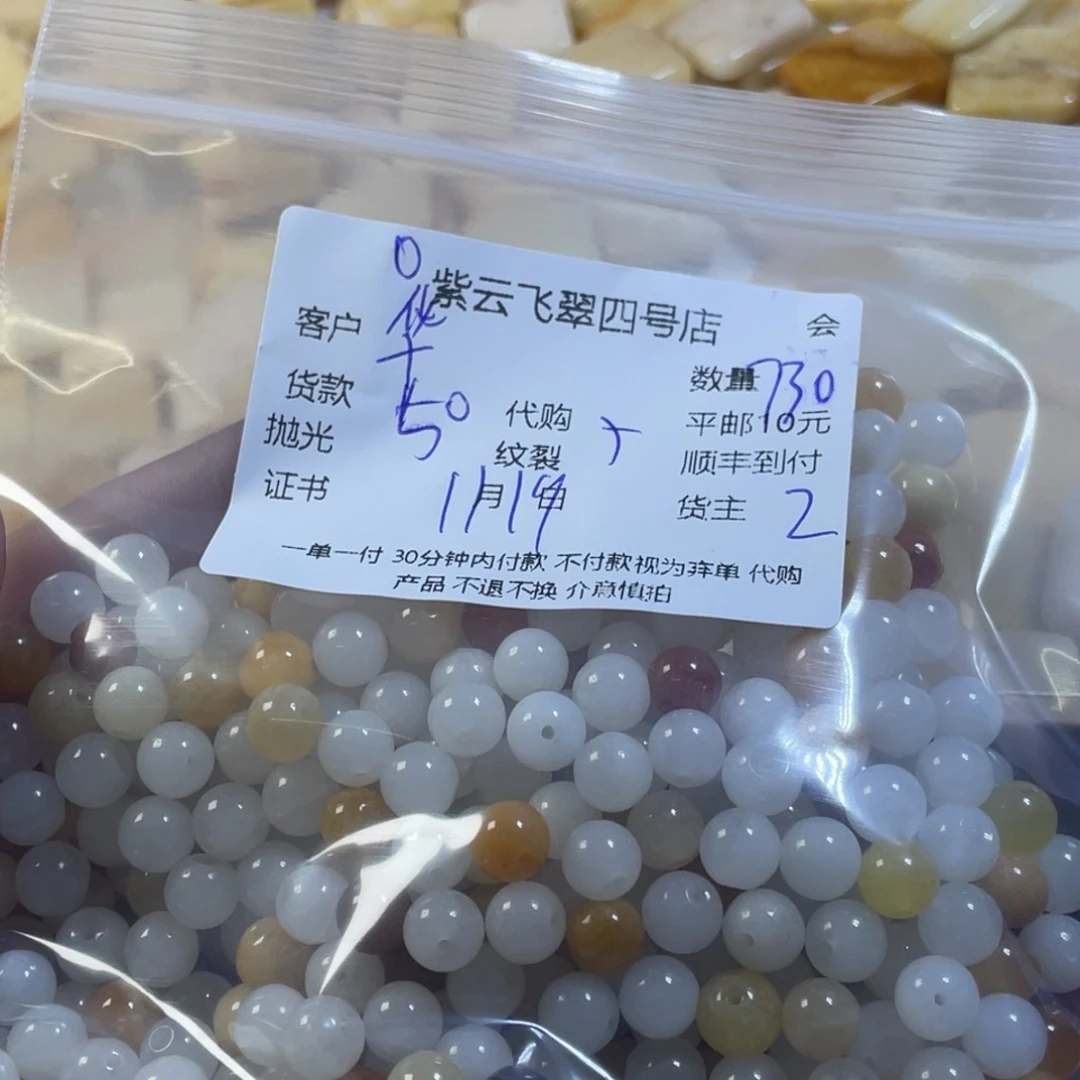 紫云飞翠四号店 会
客户 数量 730
货款 50 代购 平邮10元
抛光 纹裂 顺丰到付
证书 1月19日 货主 2
一单一付 30分钟内付款 不付款视为弃单 代购
产品 不退不换 介意慎拍